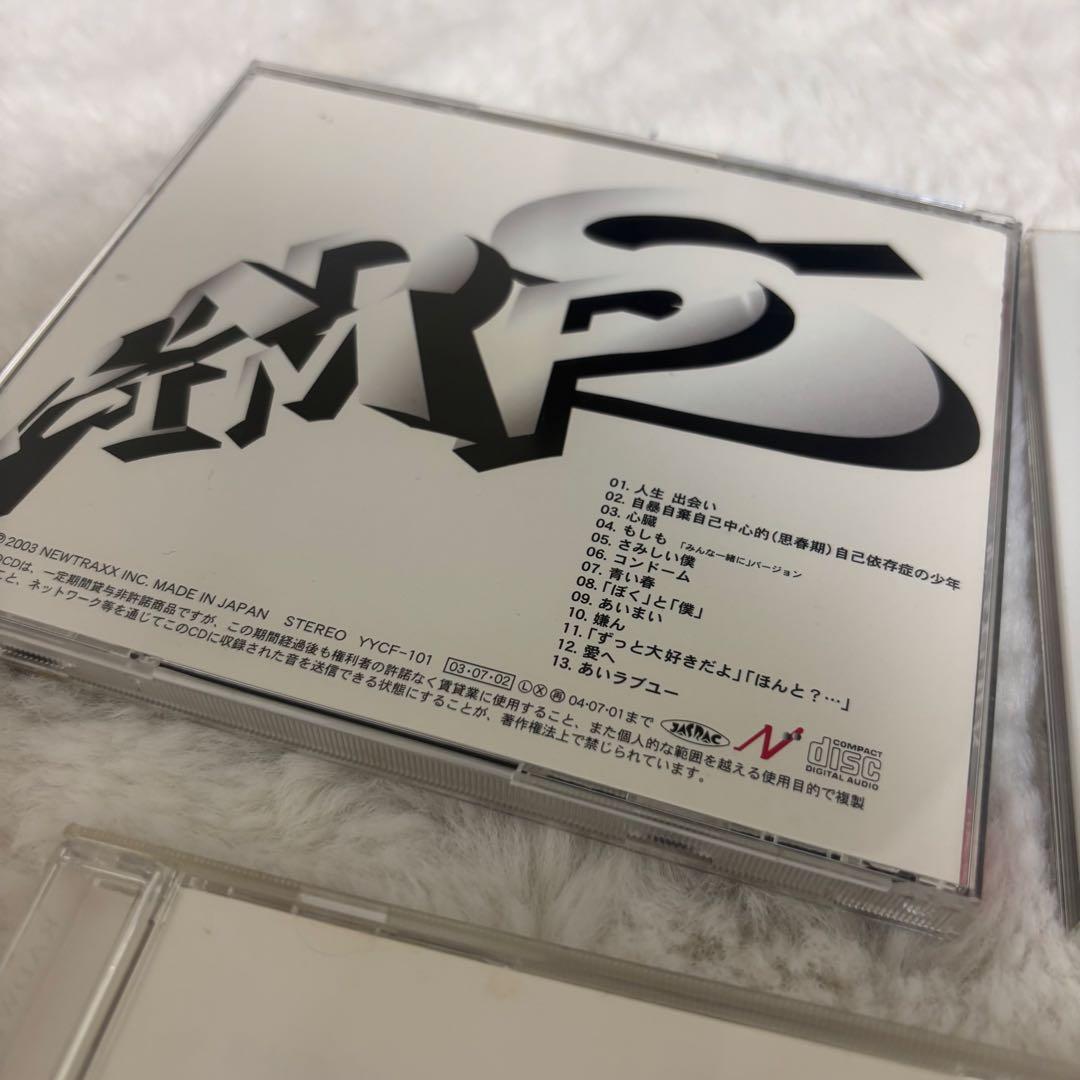 01. 人生 出会い
02. 自暴自棄自己中心的(思春期)自己依存症の少年
03. 心臓
04. もしも 「みんな一緒に」バージョン
05. さみしい僕
06. コンドーム
07. 青い春
08. 「ぼく」と「僕」
09. あいまい
10. 嫌ん
11. 「ずっと大好きだよ」「ほんと？…」
12. 愛へ
13. あいラブユー
Ⓟ2003 NEWTRAXX INC. MADE IN JAPAN STEREO YYCF-101 03・07・02 Ⓛ Ⓧ 再 04・07・01まで
CDは、一定期間貸与非許諾商品ですが、この期間経過後も権利者の許諾なく賃貸業に使用すること、また個人的な範囲を越える使用目的で複製
こと、ネットワーク等を通じてこのCDに収録された音を送信できる状態にすることが、著作権法上で禁じられています。
JASRAC
N
COMPACT
disc
DIGITAL AUDIO